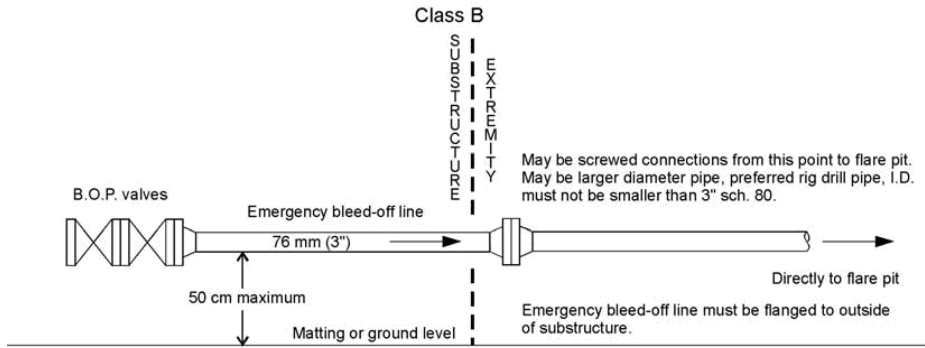 Class B
SUBSTRUCTURE
EXTREMITY
May be screwed connections from this point to flare pit.
May be larger diameter pipe, preferred rig drill pipe, I.D.
must not be smaller than 3" sch. 80.
B.O.P. valves
Emergency bleed-off line
76 mm (3")
Directly to flare pit
50 cm maximum
Emergency bleed-off line must be flanged to outside
of substructure.
Matting or ground level